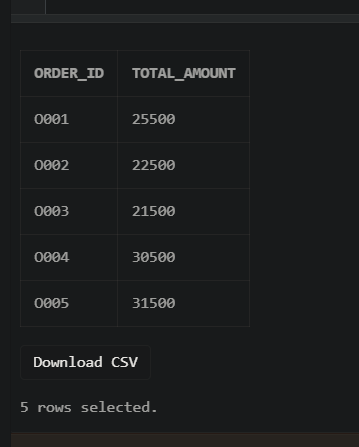 ORDER_ID TOTAL_AMOUNT
O001 25500
O002 22500
O003 21500
O004 30500
O005 31500
Download CSV
5 rows selected.